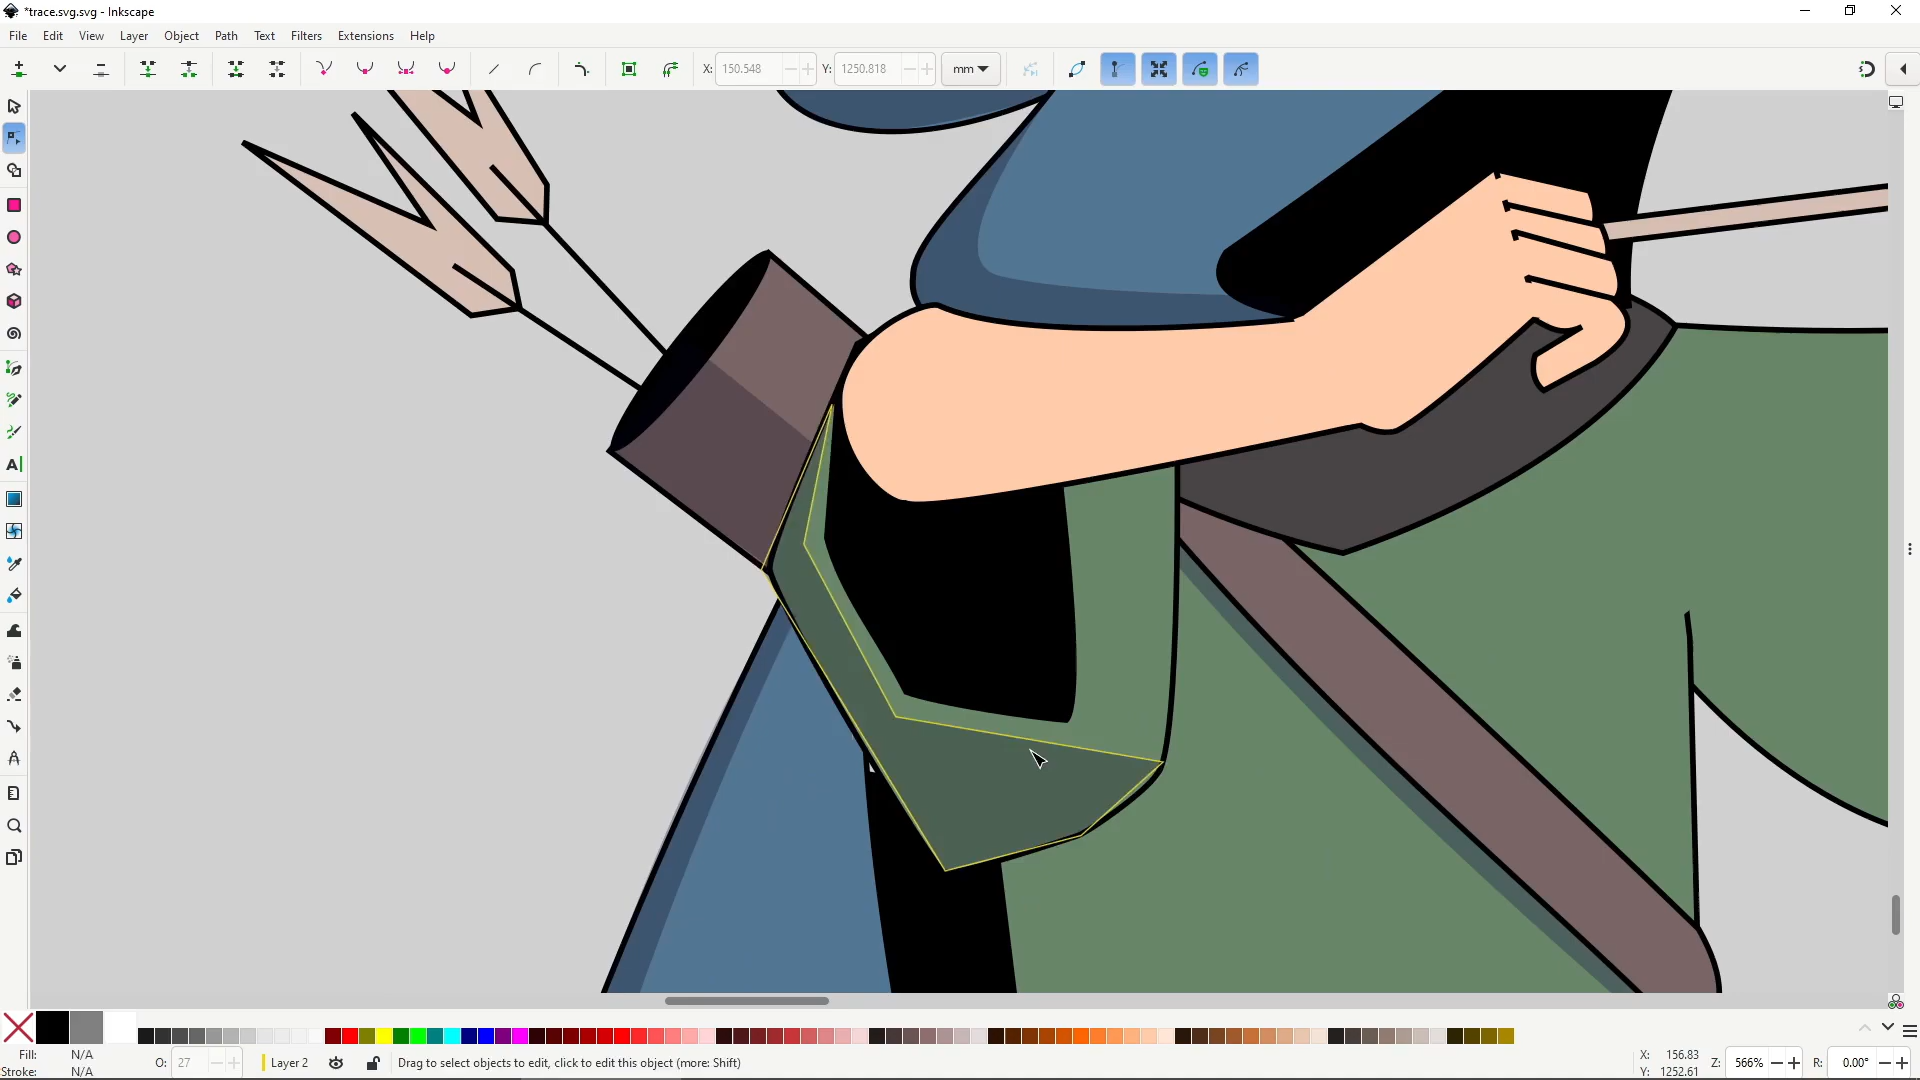 *trace.svg.svg - Inkscape
File Edit View Layer Object Path Text Filters Extensions Help
X: 150.548 Y: 1250.818 mm
Fill: N/A
Stroke: N/A
O: 27
Layer 2
Drag to select objects to edit, click to edit this object (more: Shift)
X: 156.83
Y: 1252.61
Z: 566%
R: 0.00°